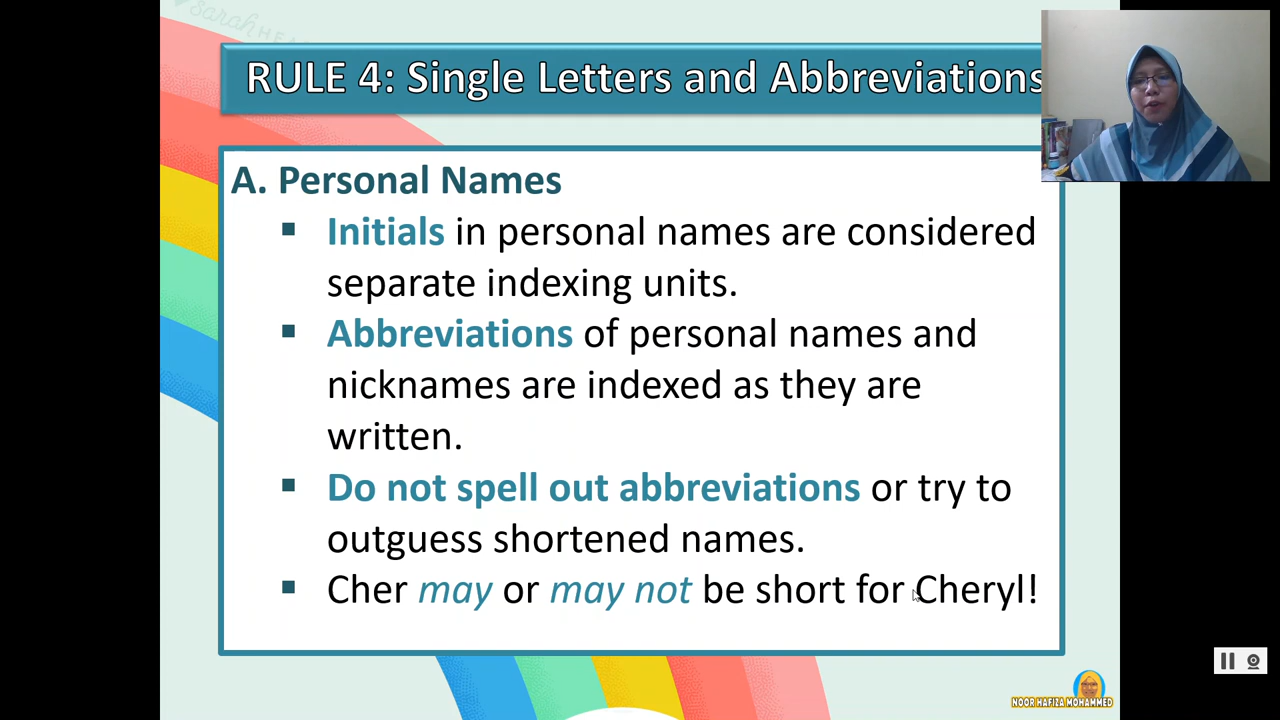 sarah
RULE 4: Single Letters and Abbreviations
A. Personal Names
▪ Initials in personal names are considered
separate indexing units.
▪ Abbreviations of personal names and
nicknames are indexed as they are
written.
▪ Do not spell out abbreviations or try to
outguess shortened names.
▪ Cher may or may not be short for Cheryl!
NOOR HAFIZA MOHAMMED